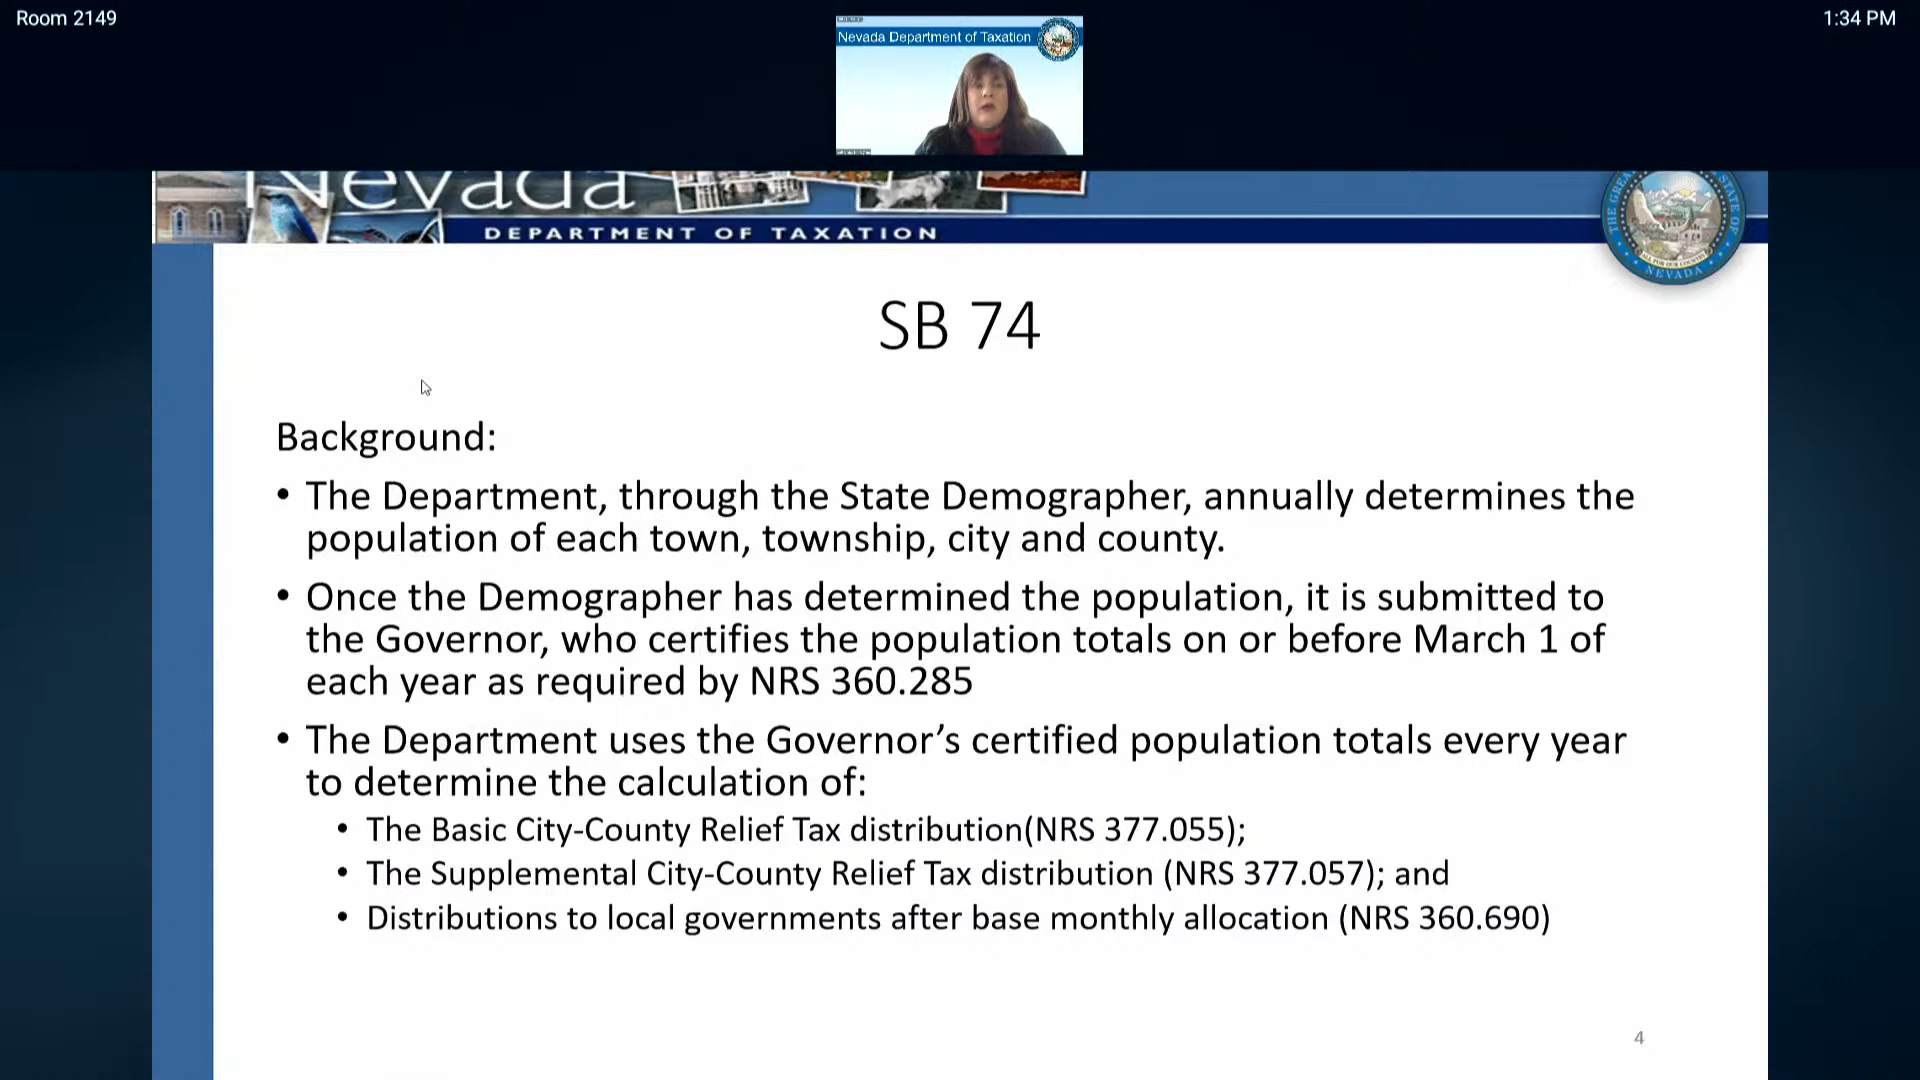 Room 2149
1:34 PM
Nevada Department of Taxation
Nevada
DEPARTMENT OF TAXATION
NEVADA
SB 74
Background:
• The Department, through the State Demographer, annually determines the
population of each town, township, city and county.
• Once the Demographer has determined the population, it is submitted to
the Governor, who certifies the population totals on or before March 1 of
each year as required by NRS 360.285
• The Department uses the Governor’s certified population totals every year
to determine the calculation of:
• The Basic City-County Relief Tax distribution(NRS 377.055);
• The Supplemental City-County Relief Tax distribution (NRS 377.057); and
• Distributions to local governments after base monthly allocation (NRS 360.690)
4